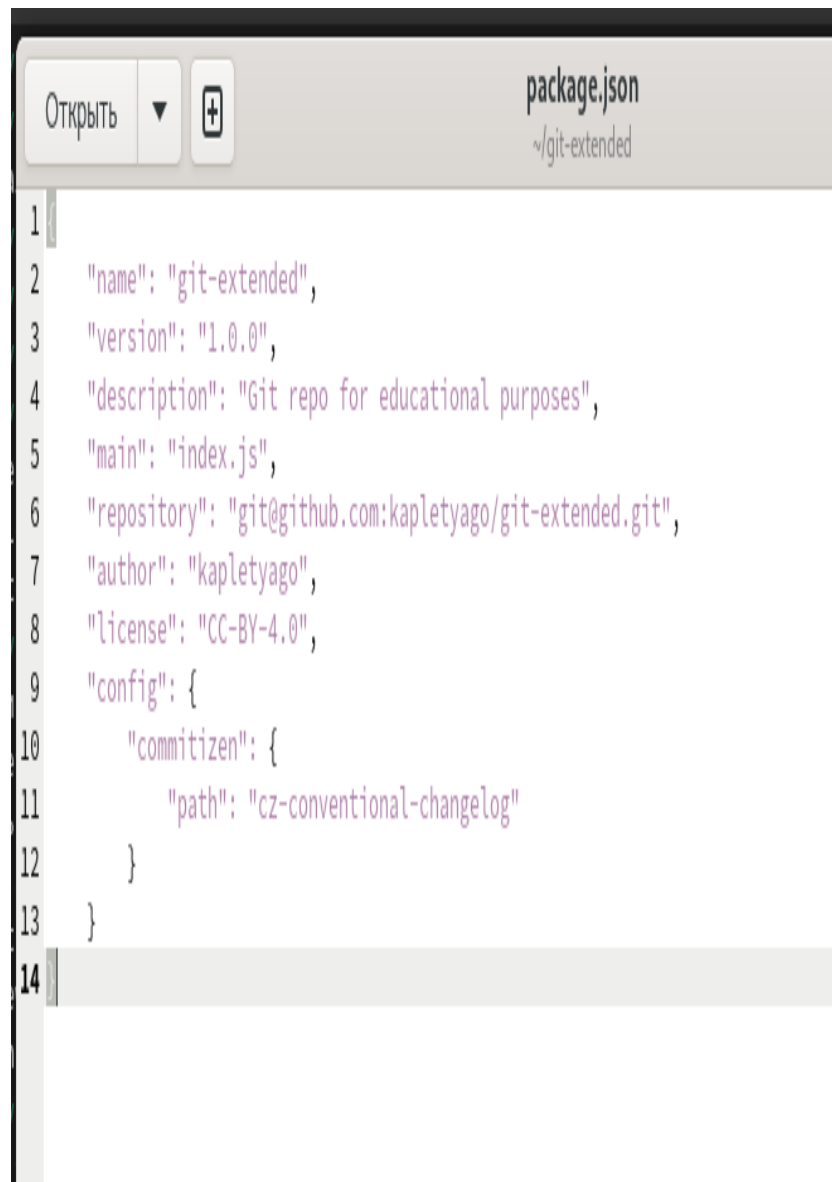 Открыть
package.json
~/git-extended
1 {
2 "name": "git-extended",
3 "version": "1.0.0",
4 "description": "Git repo for educational purposes",
5 "main": "index.js",
6 "repository": "git@github.com:kapletyago/git-extended.git",
7 "author": "kapletyago",
8 "license": "CC-BY-4.0",
9 "config": {
10 "commitizen": {
11 "path": "cz-conventional-changelog"
12 }
13 }
14 }